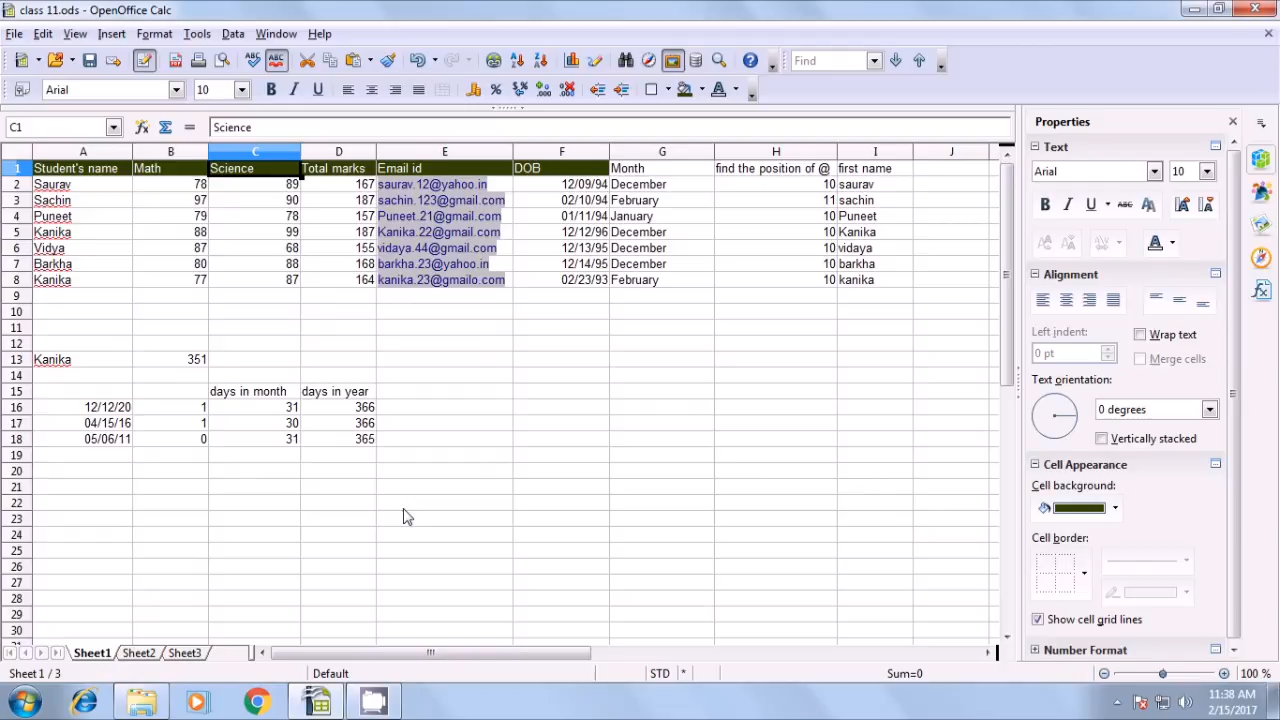 class 11.ods - OpenOffice Calc
File Edit View Insert Format Tools Data Window Help
Find
Arial 10
C1 Science
A B C D E F G H I J
1 Student's name Math Science Total marks Email id DOB Month find the position of @ first name
2 Saurav 78 89 167 saurav.12@yahoo.in 12/09/94 December 10 saurav
3 Sachin 97 90 187 sachin.123@gmail.com 02/10/94 February 11 sachin
4 Puneet 79 78 157 Puneet.21@gmail.com 01/11/94 January 10 Puneet
5 Kanika 88 99 187 Kanika.22@gmail.com 12/12/96 December 10 Kanika
6 Vidya 87 68 155 vidaya.44@gmail.com 12/13/95 December 10 vidaya
7 Barkha 80 88 168 barkha.23@yahoo.in 12/14/95 December 10 barkha
8 Kanika 77 87 164 kanika.23@gmailo.com 02/23/93 February 10 kanika
9
10
11
12
13 Kanika 351
14
15 days in month days in year
16 12/12/20 1 31 366
17 04/15/16 1 30 366
18 05/06/11 0 31 365
19
20
21
22
23
24
25
26
27
28
29
30
Sheet1 Sheet2 Sheet3
Sheet 1 / 3 Default STD * Sum=0 100 %
Properties
Text
Arial 10
Alignment
Left indent:
0 pt
Wrap text
Merge cells
Text orientation:
0 degrees
Vertically stacked
Cell Appearance
Cell background:
Cell border:
Show cell grid lines
Number Format
11:38 AM
2/15/2017